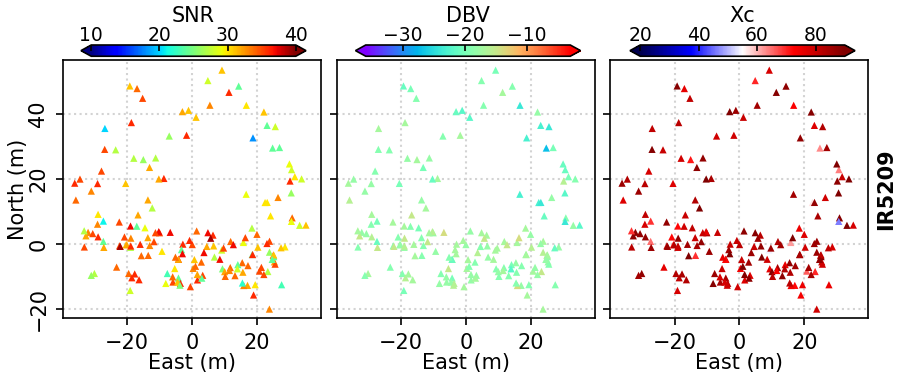 SNR DBV Xc
10 20 30 40 −30 −20 −10 20 40 60 80
North (m)
40
20
0
−20
IR5209
−20 0 20 −20 0 20 −20 0 20
East (m) East (m) East (m)